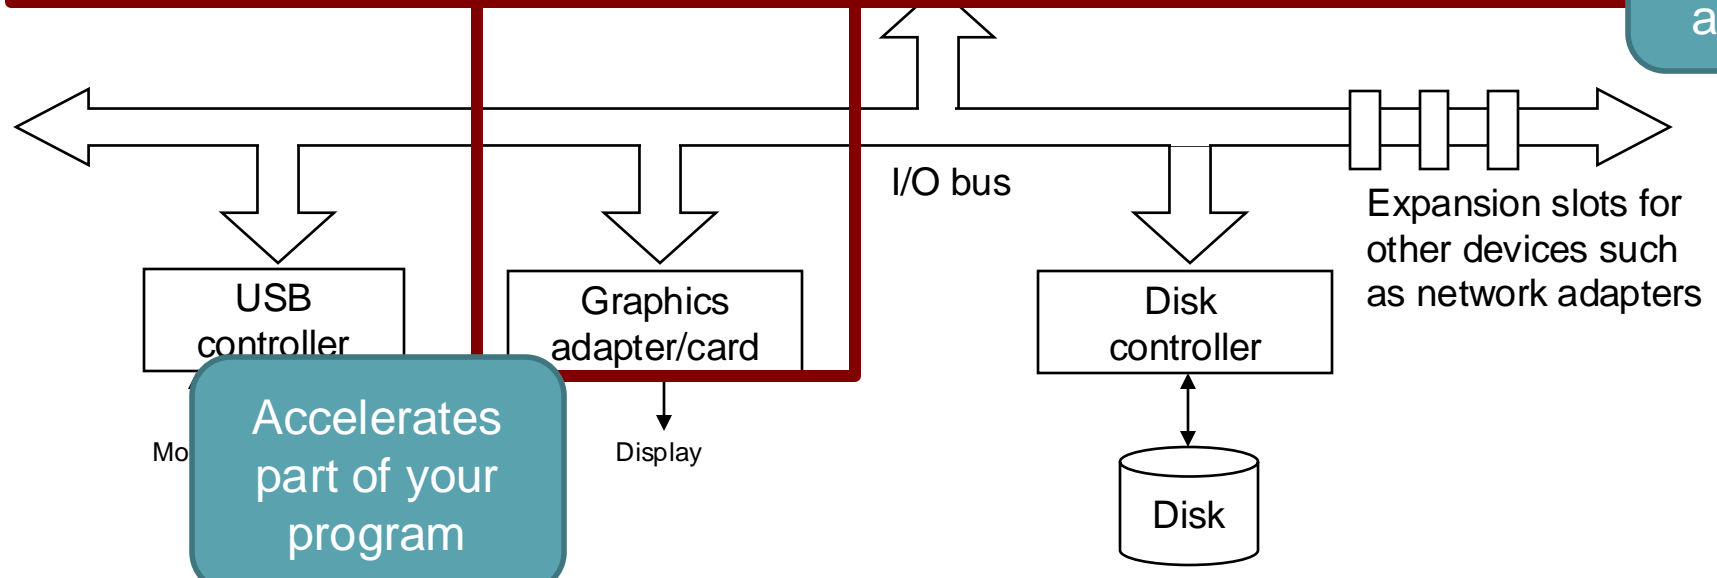 a
I/O bus
Expansion slots for
other devices such
as network adapters
USB
controller
Graphics
adapter/card
Disk
controller
Accelerates
part of your
program
Mo
Display
Disk